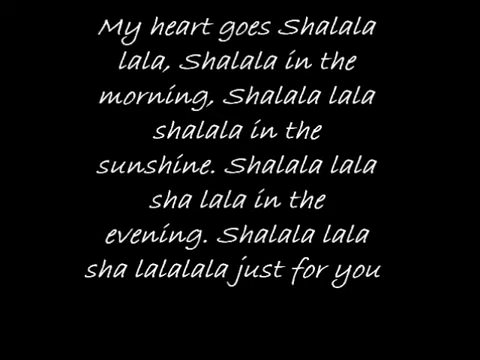 My heart goes Shalala
lala, Shalala in the
morning, Shalala lala
shalala in the
sunshine. Shalala lala
sha lala in the
evening. Shalala lala
sha lalalala just for you